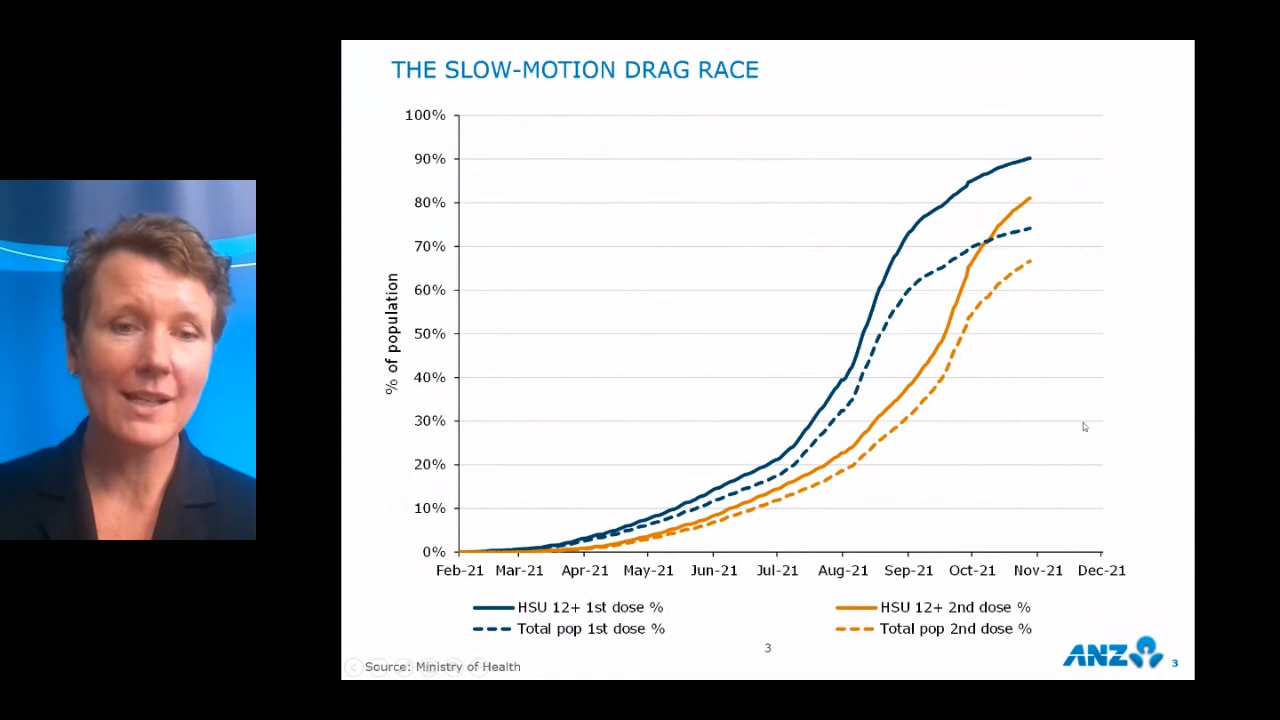 THE SLOW-MOTION DRAG RACE
100%
90%
80%
70%
60%
50%
40%
30%
20%
10%
0%
% of population
Feb-21 Mar-21 Apr-21 May-21 Jun-21 Jul-21 Aug-21 Sep-21 Oct-21 Nov-21 Dec-21
HSU 12+ 1st dose % HSU 12+ 2nd dose %
Total pop 1st dose % Total pop 2nd dose %
3
Source: Ministry of Health
ANZ 3